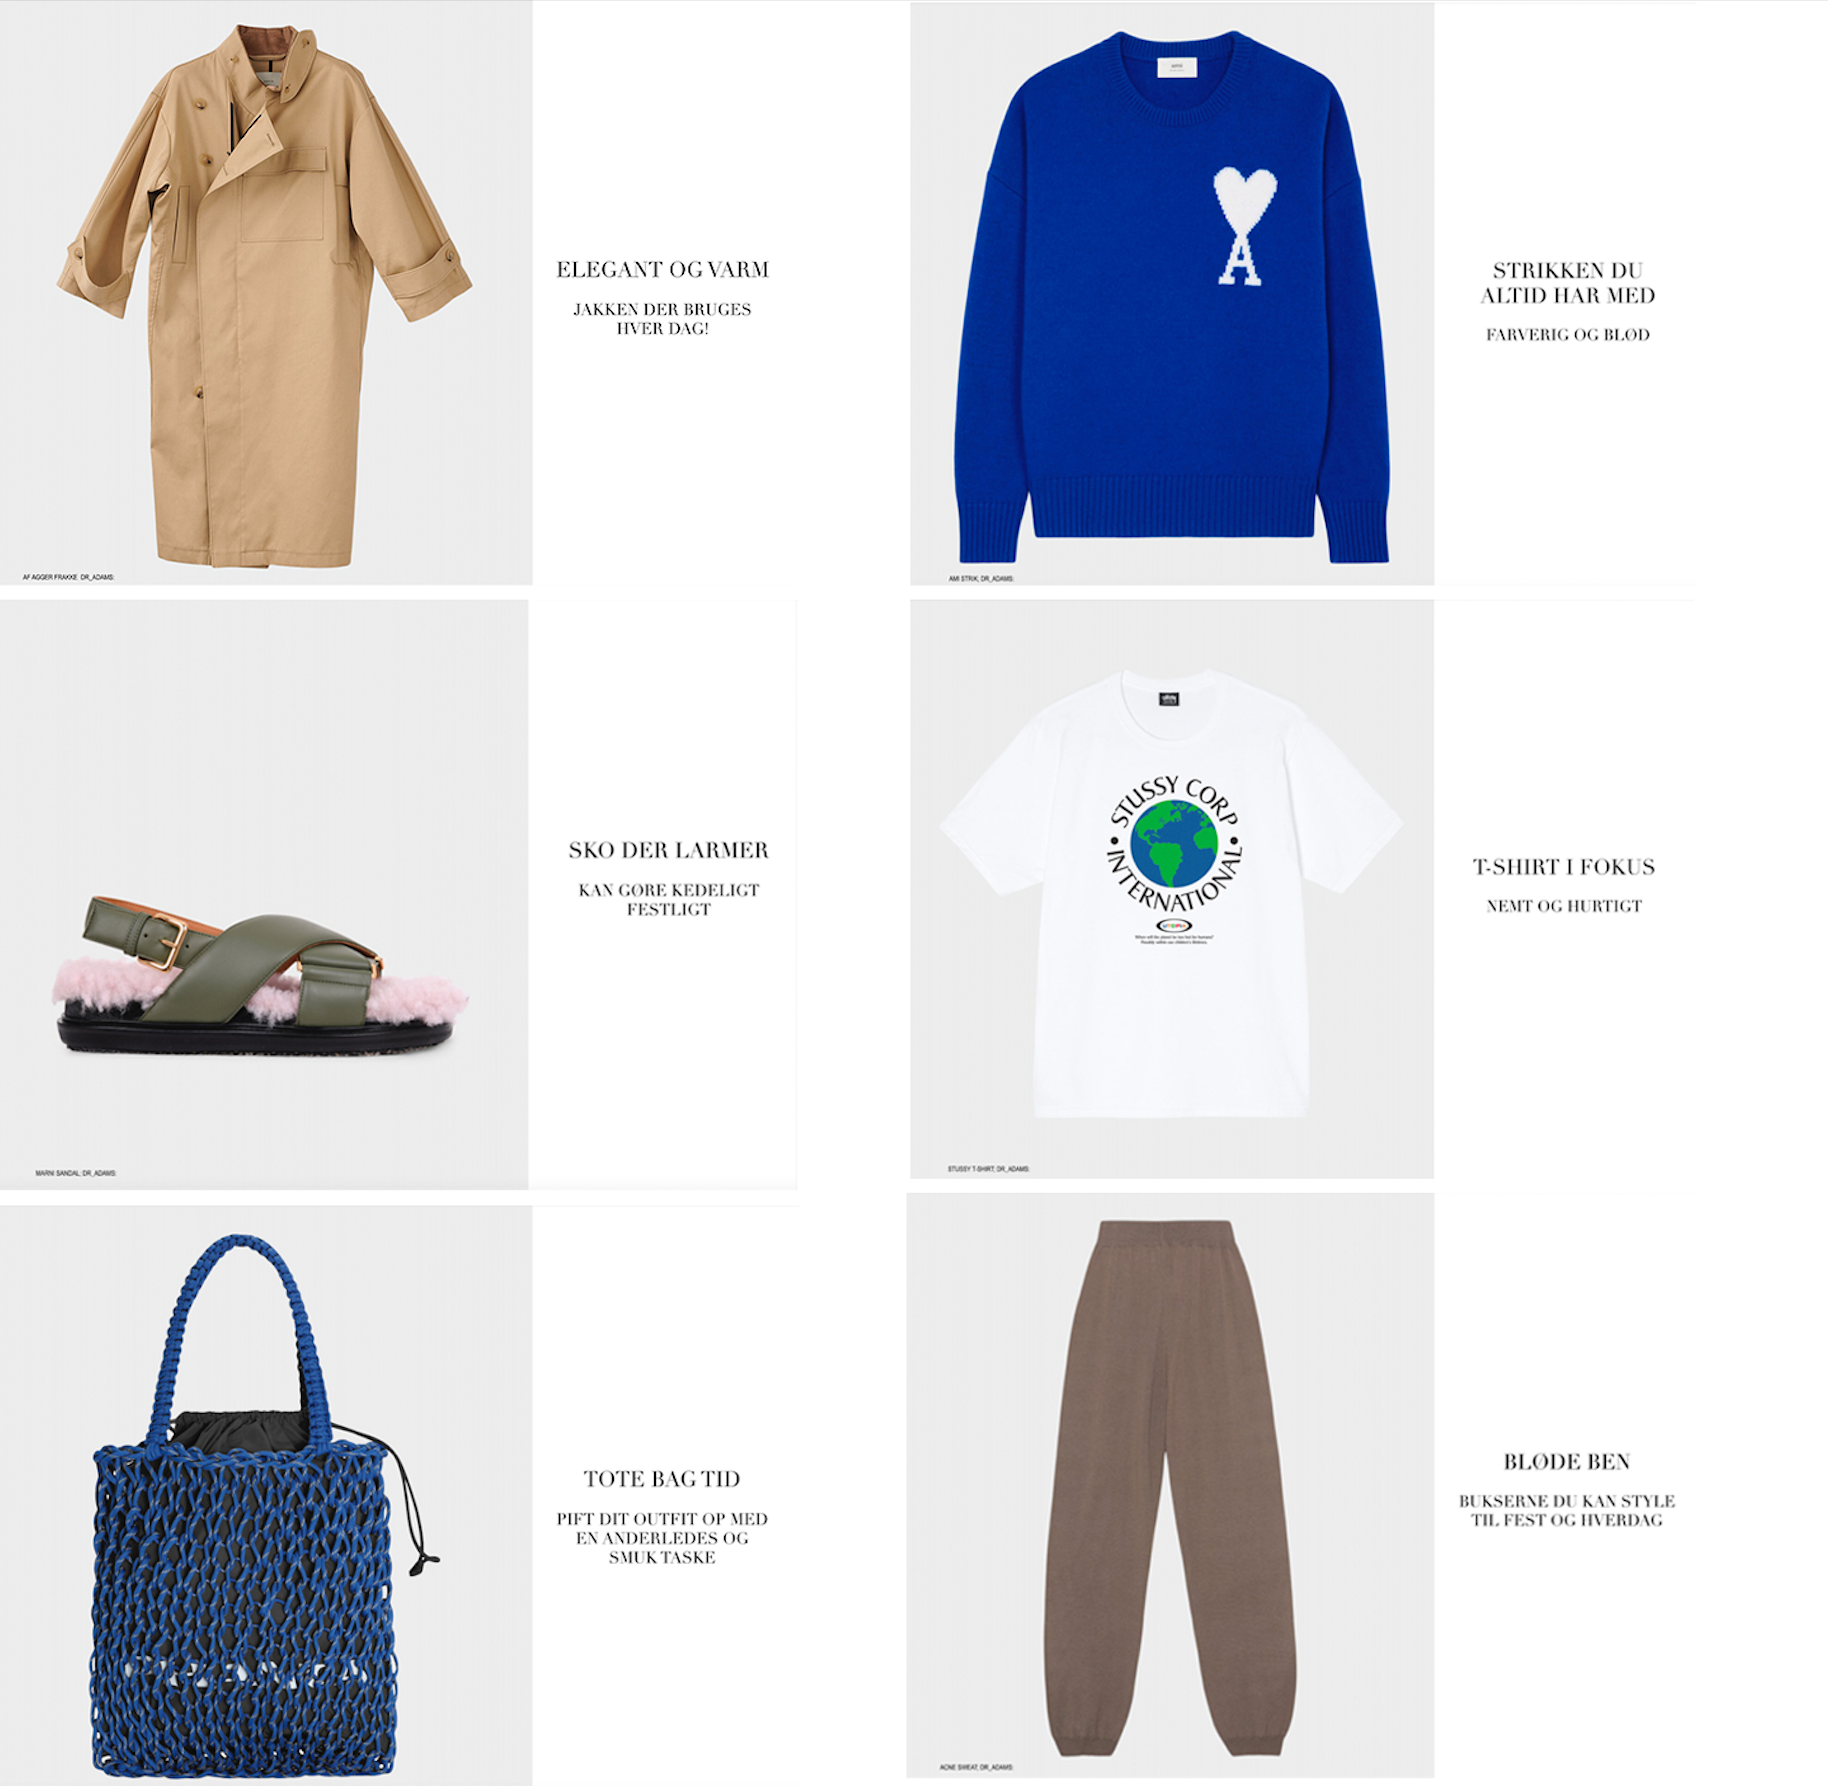 ELEGANT OG VARM
JAKKEN DER BRUGES
HVER DAG!
AF AGGER FRAKKE DR_ADAMS:
ami
STRIKKEN DU
ALTID HAR MED
FARVERIG OG BLØD
A
AMI STRIK, DR_ADAMS:
SKO DER LARMER
KAN GØRE KEDELIGT
FESTLIGT
MARNI SANDAL; DR_ADAMS:
STUSSY CORP
INTERNATIONAL
UTOPIA
T-SHIRT I FOKUS
NEMT OG HURTIGT
STUSSY T-SHIRT; DR_ADAMS:
TOTE BAG TID
PIFT DIT OUTFIT OP MED
EN ANDERLEDES OG
SMUK TASKE
BLØDE BEN
BUKSERNE DU KAN STYLE
TIL FEST OG HVERDAG
ACNE SWEAT, DR_ADAMS: